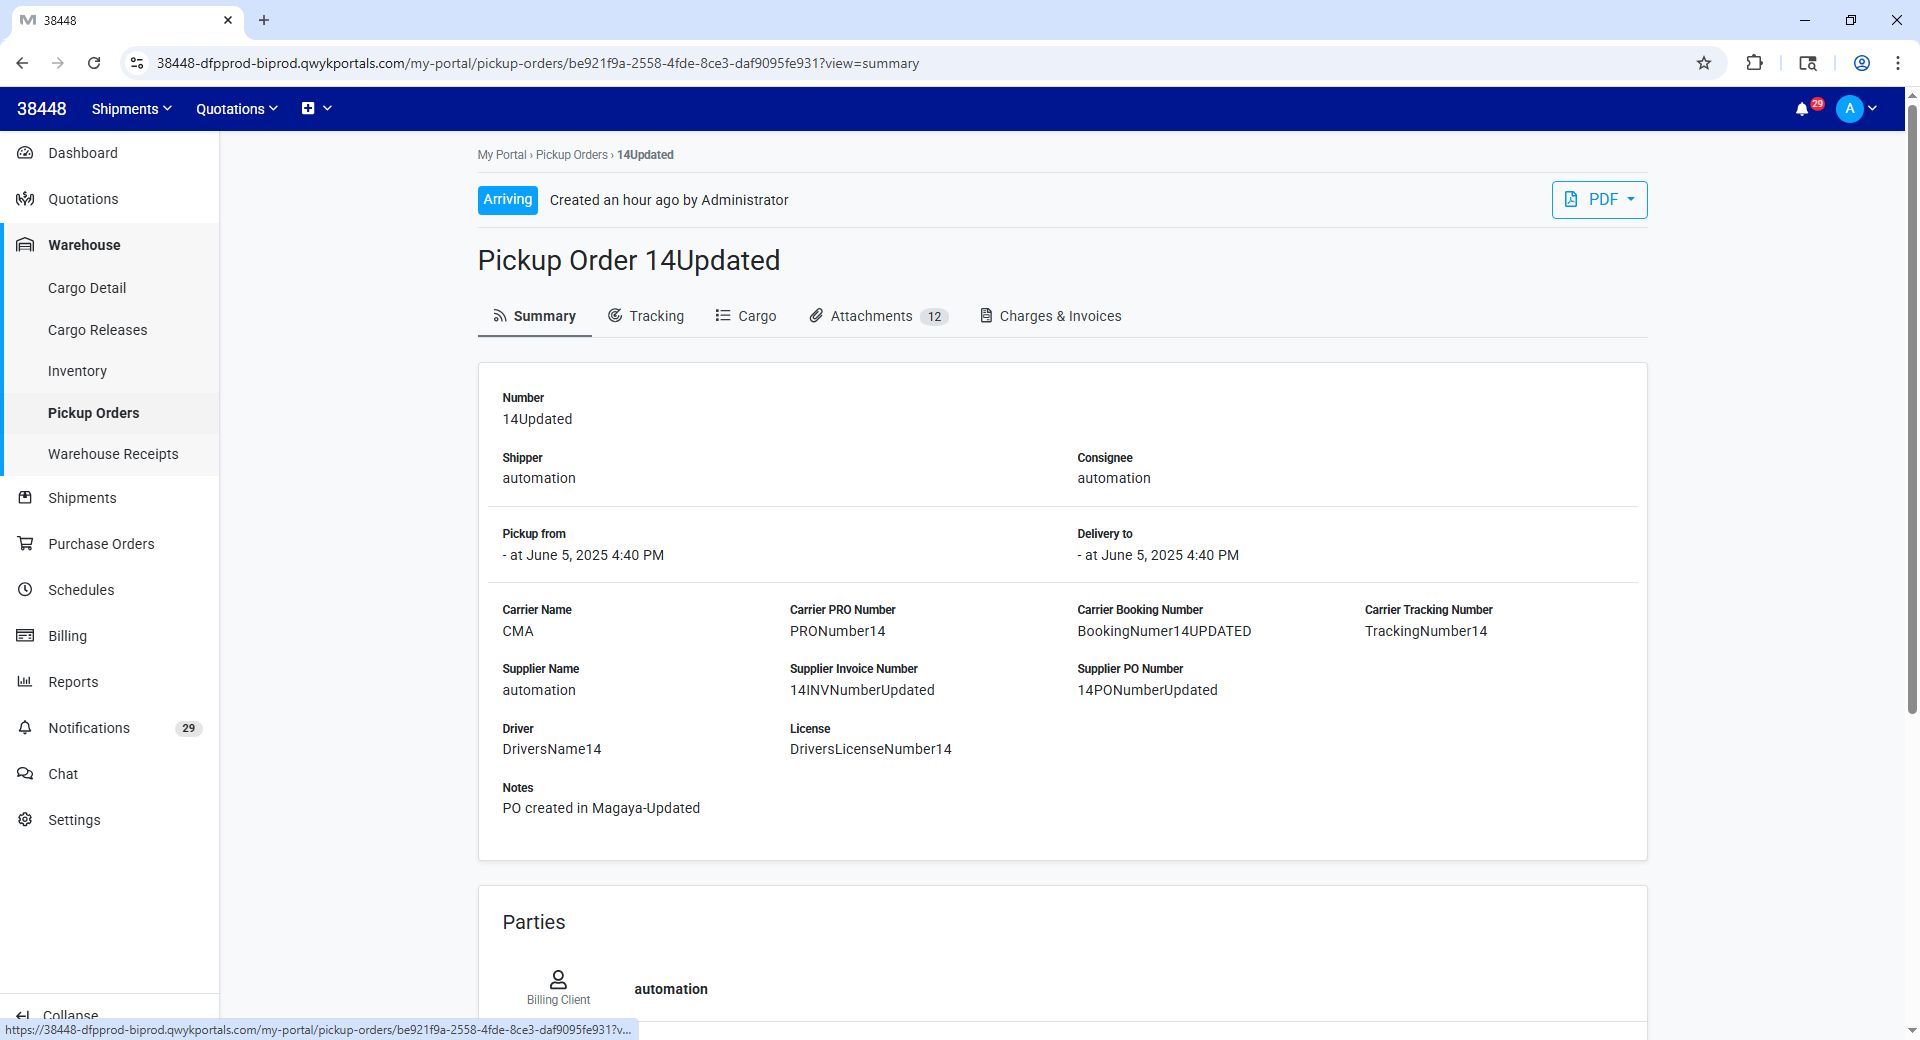 38448
38448-dfpprod-biprod.qwykportals.com/my-portal/pickup-orders/be921f9a-2558-4fde-8ce3-daf9095fe931?view=summary
38448 Shipments Quotations 29 A
Dashboard
Quotations
Warehouse
Cargo Detail
Cargo Releases
Inventory
Pickup Orders
Warehouse Receipts
Shipments
Purchase Orders
Schedules
Billing
Reports
Notifications 29
Chat
Settings
Collapse
My Portal › Pickup Orders › 14Updated
Arriving Created an hour ago by Administrator PDF
Pickup Order 14Updated
Summary Tracking Cargo Attachments 12 Charges & Invoices
Number
14Updated
Shipper Consignee
automation automation
Pickup from Delivery to
- at June 5, 2025 4:40 PM - at June 5, 2025 4:40 PM
Carrier Name Carrier PRO Number Carrier Booking Number Carrier Tracking Number
CMA PRONumber14 BookingNumer14UPDATED TrackingNumber14
Supplier Name Supplier Invoice Number Supplier PO Number
automation 14INVNumberUpdated 14PONumberUpdated
Driver License
DriversName14 DriversLicenseNumber14
Notes
PO created in Magaya-Updated
Parties
Billing Client automation
https://38448-dfpprod-biprod.qwykportals.com/my-portal/pickup-orders/be921f9a-2558-4fde-8ce3-daf9095fe931?v...